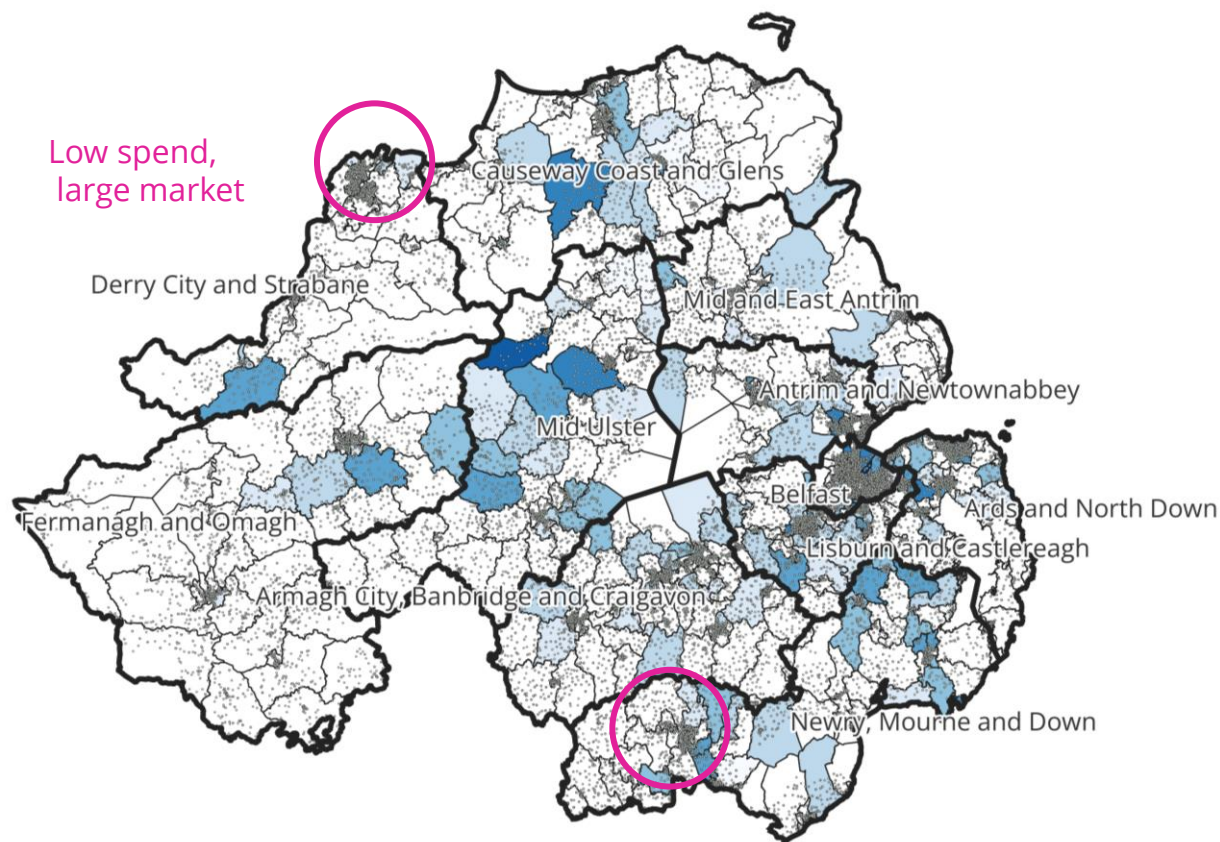 Low spend,
large market
Causeway Coast and Glens
Derry City and Strabane
Mid and East Antrim
Antrim and Newtownabbey
Mid Ulster
Belfast
Ards and North Down
Fermanagh and Omagh
Lisburn and Castlereagh
Armagh City, Banbridge and Craigavon
Newry, Mourne and Down